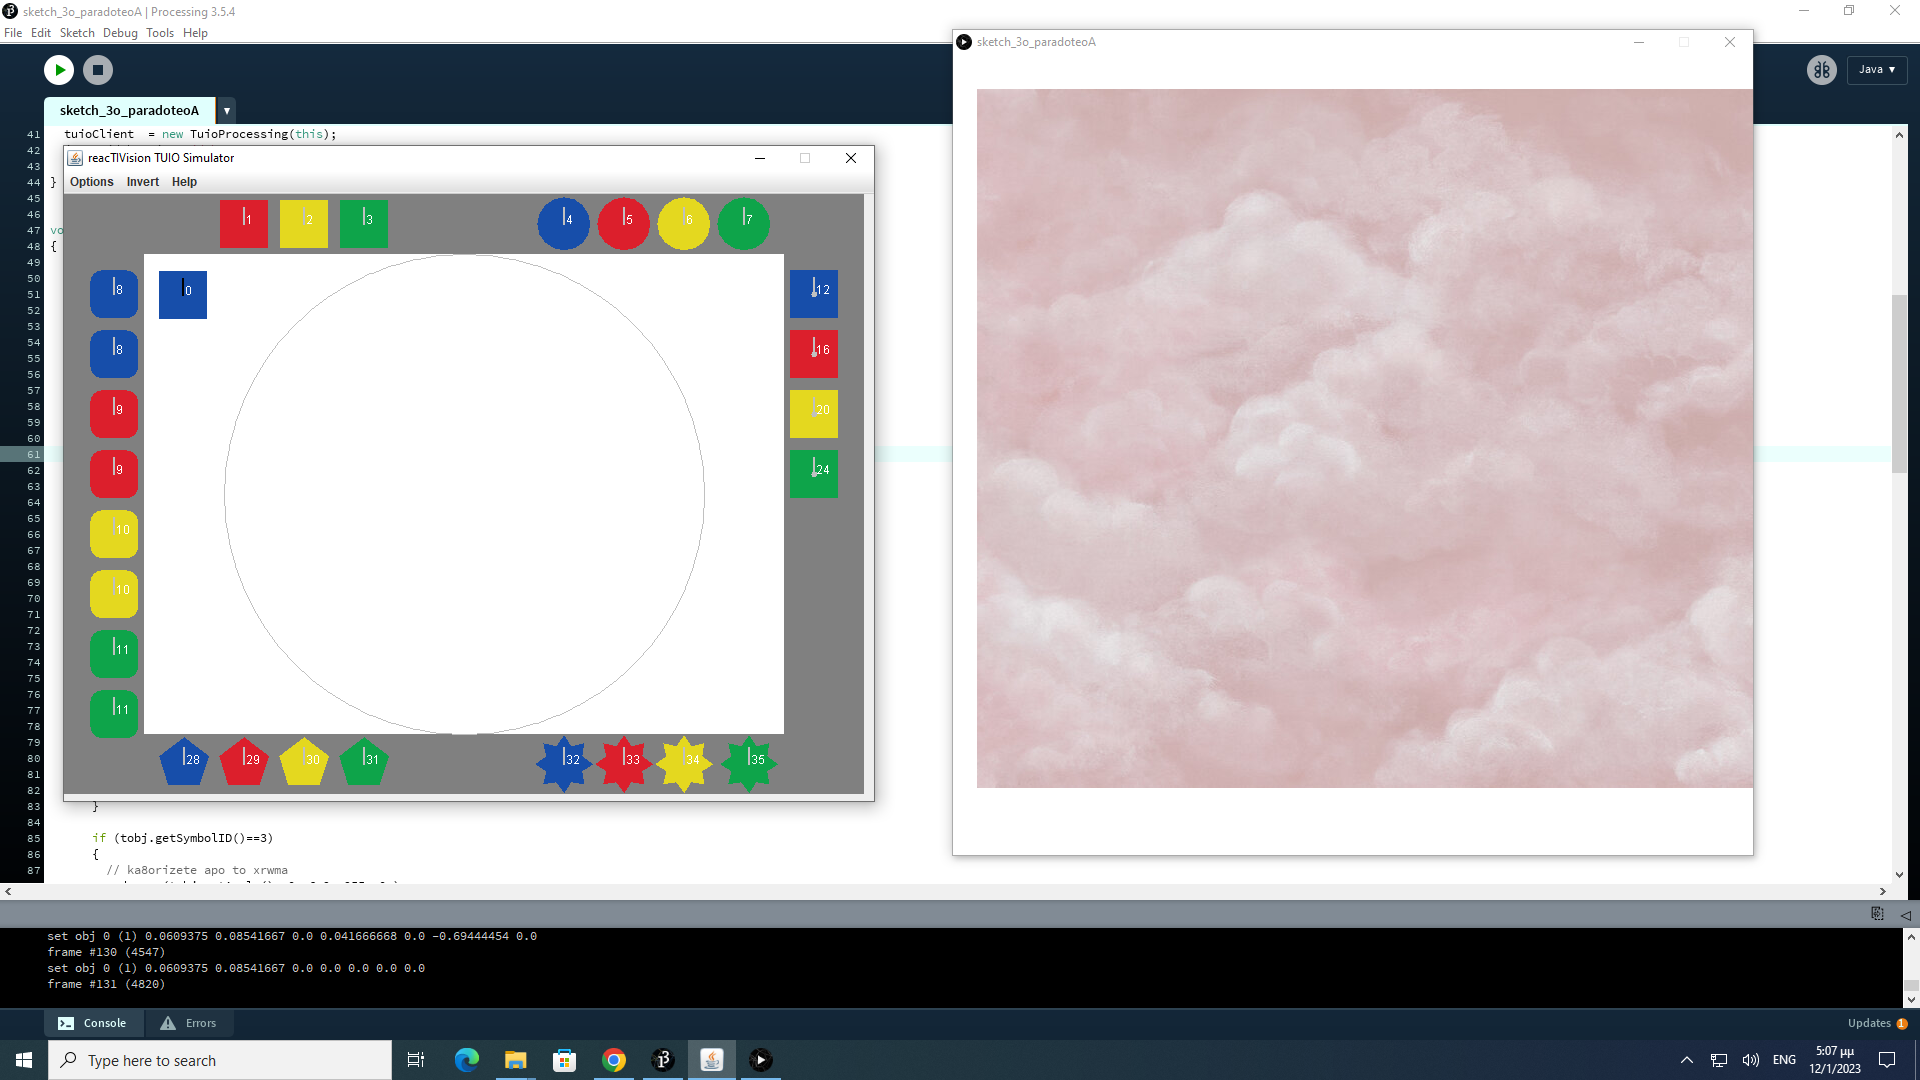 sketch_3o_paradoteoA | Processing 3.5.4
File Edit Sketch Debug Tools Help
Java ▾
sketch_3o_paradoteoA
41 tuioClient  = new TuioProcessing(this);
42
43
44 }
45
46
47 vo
48 {
49
50
51
52
53
54
55
56
57
58
59
60
61
62
63
64
65
66
67
68
69
70
71
72
73
74
75
76
77
78
79
80
81
82
83 }
84
85 if (tobj.getSymbolID()==3)
86 {
87 // ka8orizete apo to xrwma
reacTIVision TUIO Simulator
Options Invert Help
1 2 3 4 5 6 7
8 0 12
8 16
9 20
9 24
10
10
11
11
28 29 30 31 32 33 34 35
sketch_3o_paradoteoA
set obj 0 (1) 0.0609375 0.08541667 0.0 0.041666668 0.0 -0.69444454 0.0
frame #130 (4547)
set obj 0 (1) 0.0609375 0.08541667 0.0 0.0 0.0 0.0 0.0
frame #131 (4820)
Console Errors
Updates 1
Type here to search
ENG
5:07 μμ
12/1/2023